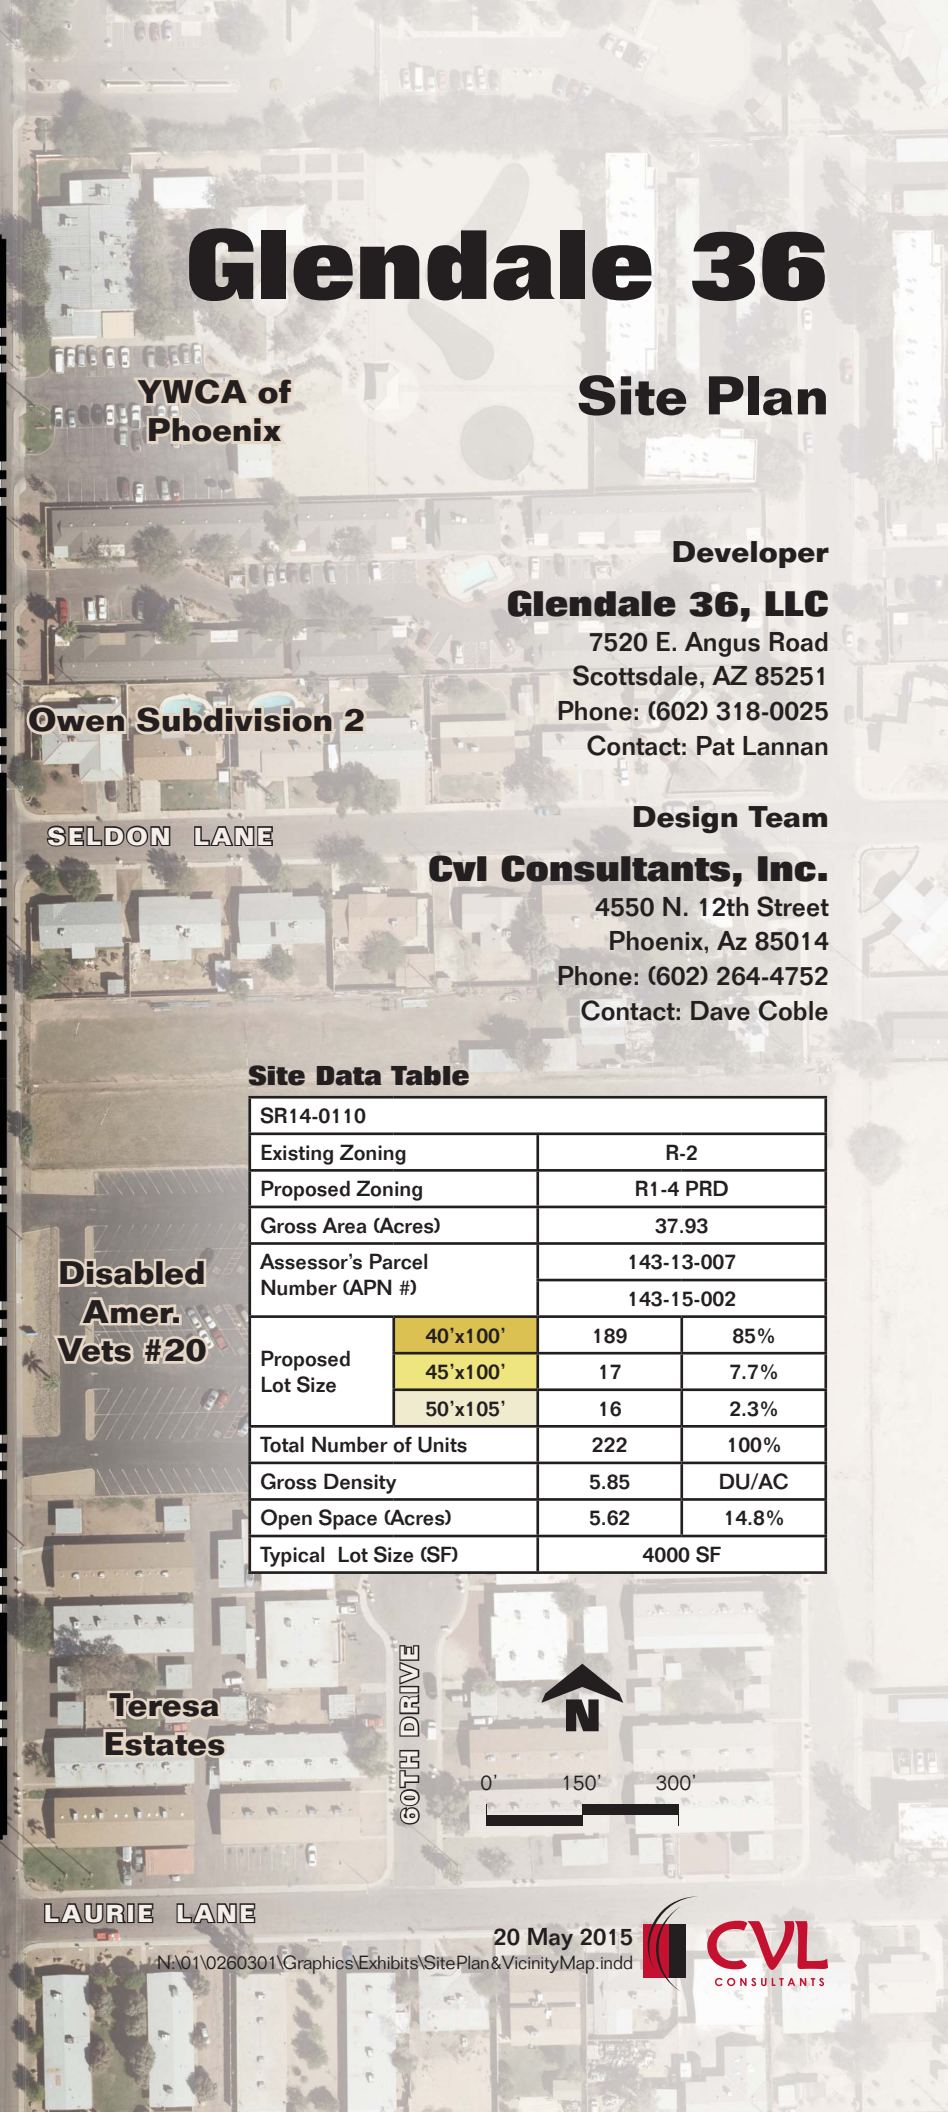 Glendale 36
Site Plan
YWCA of
Phoenix
Developer
Glendale 36, LLC
7520 E. Angus Road
Scottsdale, AZ 85251
Phone: (602) 318-0025
Contact: Pat Lannan
Owen Subdivision 2
Design Team
SELDON LANE
Cvl Consultants, Inc.
4550 N. 12th Street
Phoenix, Az 85014
Phone: (602) 264-4752
Contact: Dave Coble
Site Data Table
SR14-0110
Existing Zoning R-2
Proposed Zoning R1-4 PRD
Gross Area (Acres) 37.93
Assessor's Parcel
Number (APN #)
143-13-007
143-15-002
Proposed
Lot Size
40'x100' 189 85%
45'x100' 17 7.7%
50'x105' 16 2.3%
Total Number of Units 222 100%
Gross Density 5.85 DU/AC
Open Space (Acres) 5.62 14.8%
Typical Lot Size (SF) 4000 SF
Disabled
Amer.
Vets #20
Teresa
Estates
60TH DRIVE
N
0' 150' 300'
LAURIE LANE
20 May 2015
N:\01\0260301\Graphics\Exhibits\SitePlan&VicinityMap.indd
CVL
CONSULTANTS